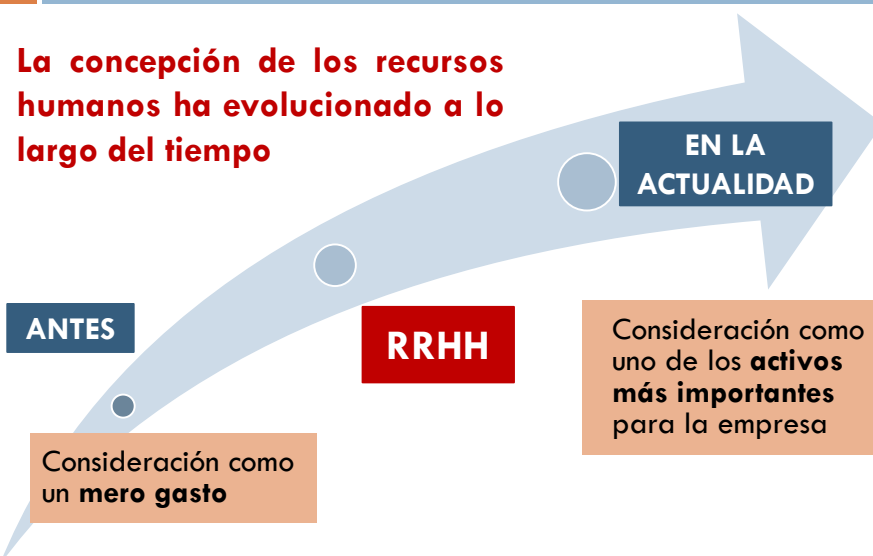 La concepción de los recursos
humanos ha evolucionado a lo
largo del tiempo
EN LA
ACTUALIDAD
ANTES
RRHH
Consideración como
uno de los activos
más importantes
para la empresa
Consideración como
un mero gasto